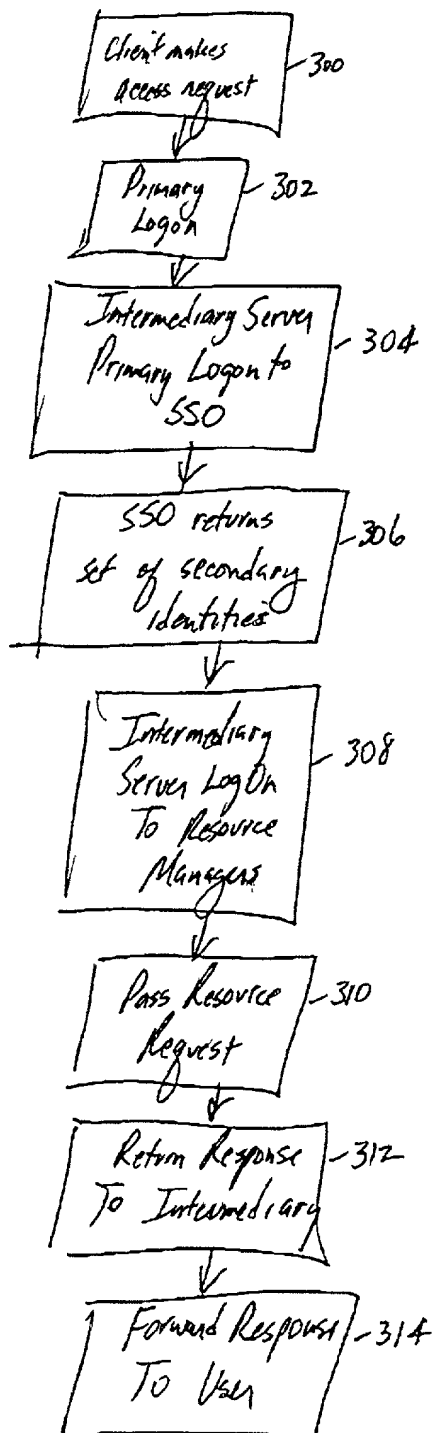 Client makes
access request
300
Primary
Logon
302
Intermediary Server
Primary Logon to
SSO
304
SSO returns
set of secondary
identities
306
Intermediary
Server LogOn
To Resource
Managers
308
Pass Resource
Request
310
Return Response
To Intermediary
312
Forward Response
To User
314